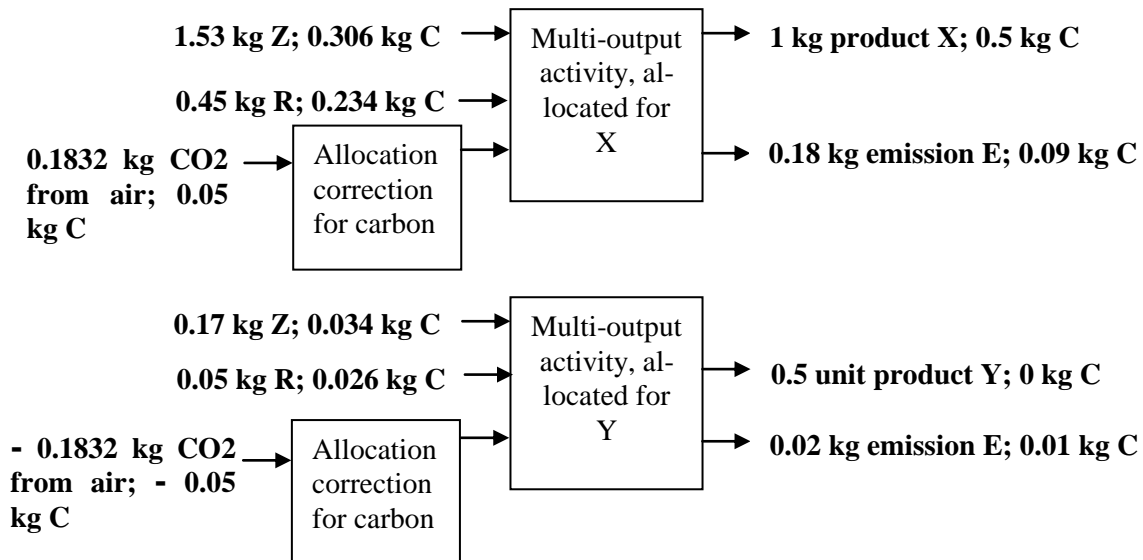 1.53 kg Z; 0.306 kg C
0.45 kg R; 0.234 kg C
0.1832 kg CO2
from air; 0.05
kg C
Allocation
correction
for carbon
Multi-output
activity, al-
located for
X
1 kg product X; 0.5 kg C
0.18 kg emission E; 0.09 kg C
0.17 kg Z; 0.034 kg C
0.05 kg R; 0.026 kg C
- 0.1832 kg CO2
from air; - 0.05
kg C
Allocation
correction
for carbon
Multi-output
activity, al-
located for
Y
0.5 unit product Y; 0 kg C
0.02 kg emission E; 0.01 kg C